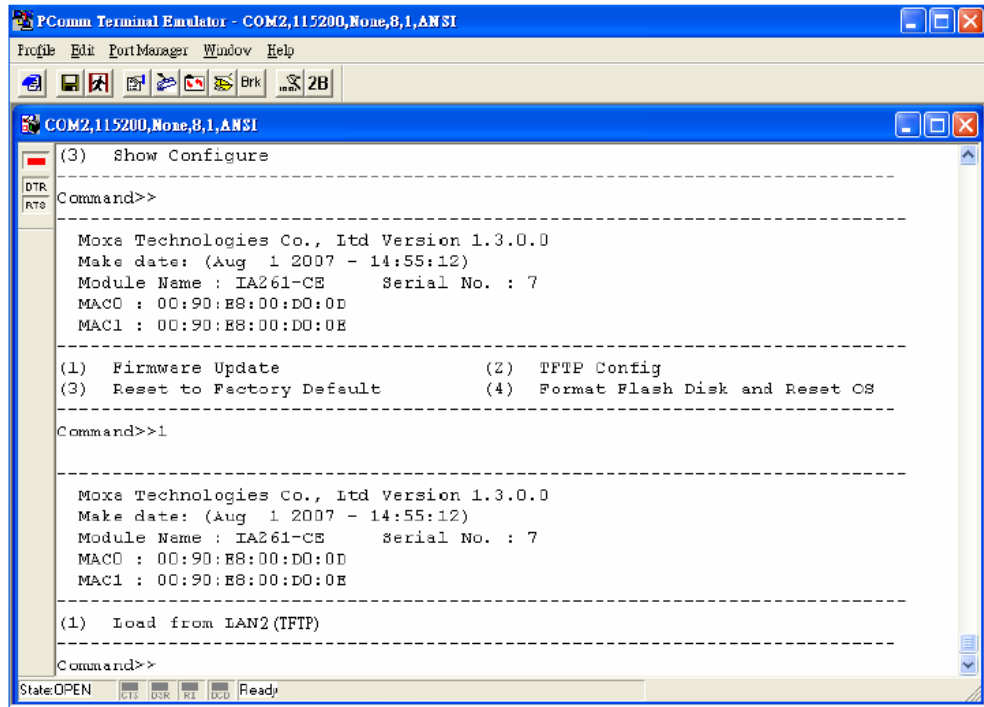 PComm Terminal Emulator - COM2,115200,None,8,1,ANSI
Profile Edit PortManager Window Help
Brk 2B
COM2,115200,None,8,1,ANSI
(3) Show Configure
------------------------------------------------------------------------
DTR
RTS
Command>>
-------------------------------------------------------------------------
Moxa Technologies Co., Ltd Version 1.3.0.0
Make date: (Aug 1 2007 - 14:55:12)
Module Name : IA261-CE Serial No. : 7
MAC0 : 00:90:E8:00:D0:0D
MAC1 : 00:90:E8:00:D0:0E
-------------------------------------------------------------------------
(1) Firmware Update (2) TFTP Config
(3) Reset to Factory Default (4) Format Flash Disk and Reset OS
------------------------------------------------------------------------
Command>>1
-------------------------------------------------------------------------
Moxa Technologies Co., Ltd Version 1.3.0.0
Make date: (Aug 1 2007 - 14:55:12)
Module Name : IA261-CE Serial No. : 7
MAC0 : 00:90:E8:00:D0:0D
MAC1 : 00:90:E8:00:D0:0E
-------------------------------------------------------------------------
(1) Load from LAN2 (TFTP)
------------------------------------------------------------------------
Command>>
State:OPEN CTS DSR RI DCD Ready